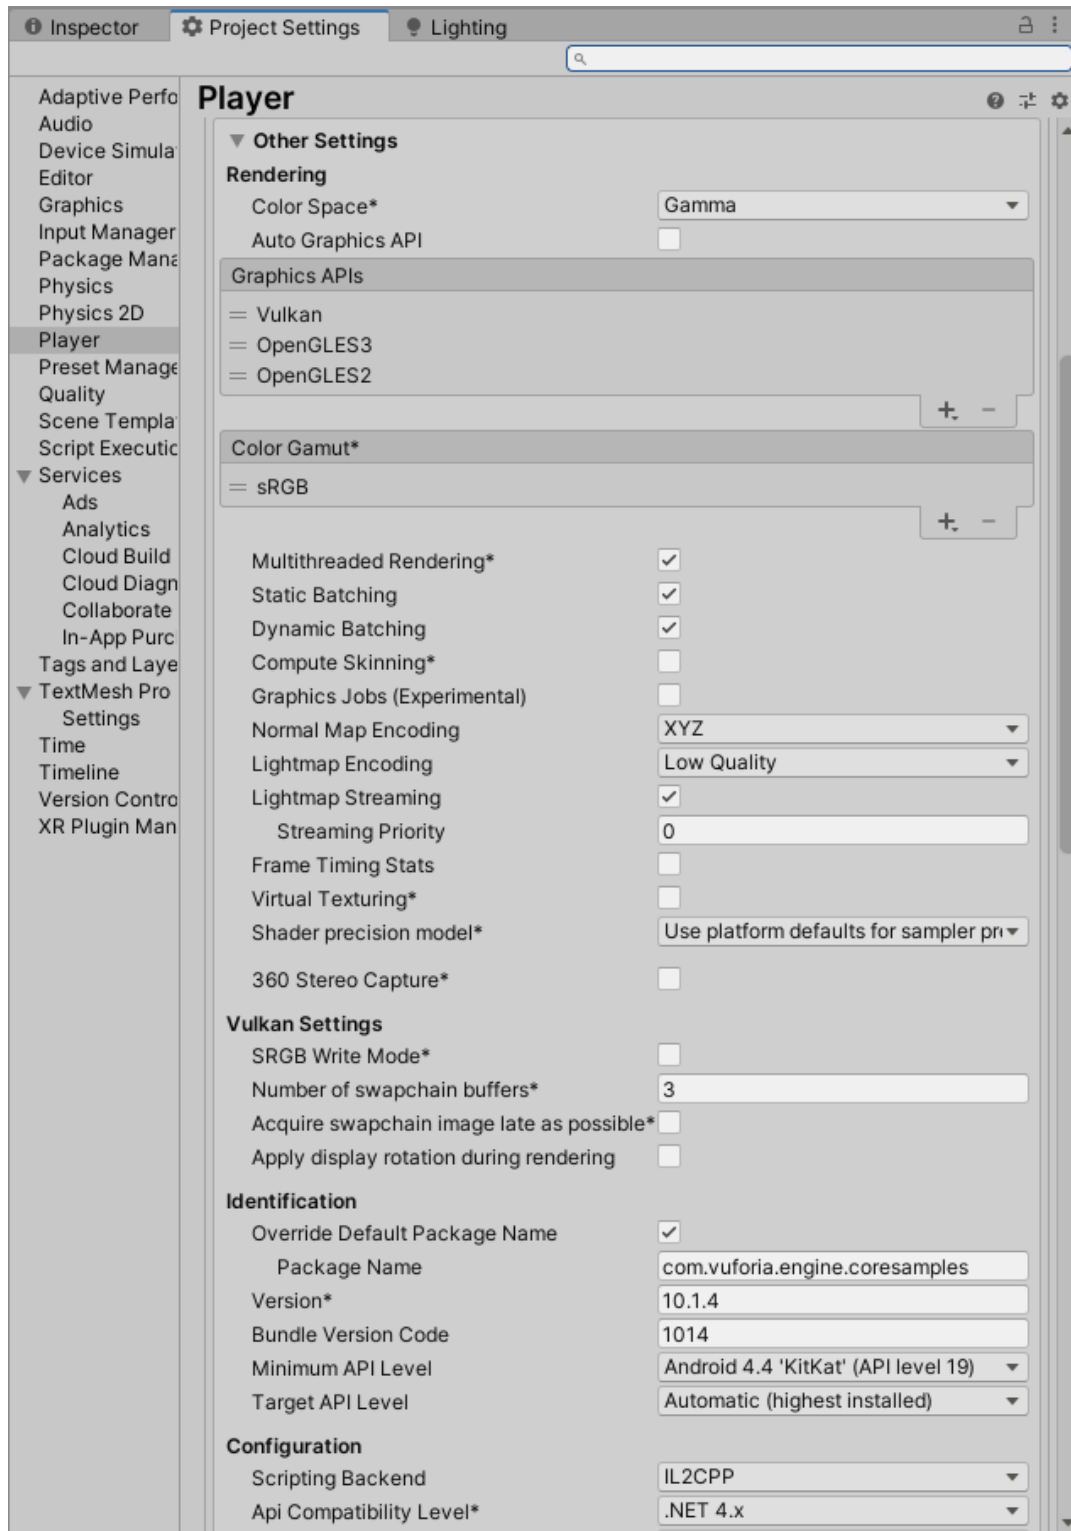 Inspector
Project Settings
Lighting
Adaptive Perfo
Audio
Device Simula
Editor
Graphics
Input Manager
Package Mana
Physics
Physics 2D
Player
Preset Manage
Quality
Scene Templa
Script Executio
Services
Ads
Analytics
Cloud Build
Cloud Diagn
Collaborate
In-App Purc
Tags and Laye
TextMesh Pro
Settings
Time
Timeline
Version Contro
XR Plugin Man
Player
Other Settings
Rendering
Color Space* Gamma
Auto Graphics API
Graphics APIs
Vulkan
OpenGLES3
OpenGLES2
Color Gamut*
sRGB
Multithreaded Rendering*
Static Batching
Dynamic Batching
Compute Skinning*
Graphics Jobs (Experimental)
Normal Map Encoding XYZ
Lightmap Encoding Low Quality
Lightmap Streaming
Streaming Priority 0
Frame Timing Stats
Virtual Texturing*
Shader precision model* Use platform defaults for sampler pre
360 Stereo Capture*
Vulkan Settings
SRGB Write Mode*
Number of swapchain buffers* 3
Acquire swapchain image late as possible*
Apply display rotation during rendering
Identification
Override Default Package Name
Package Name com.vuforia.engine.coresamples
Version* 10.1.4
Bundle Version Code 1014
Minimum API Level Android 4.4 'KitKat' (API level 19)
Target API Level Automatic (highest installed)
Configuration
Scripting Backend IL2CPP
Api Compatibility Level* .NET 4.x